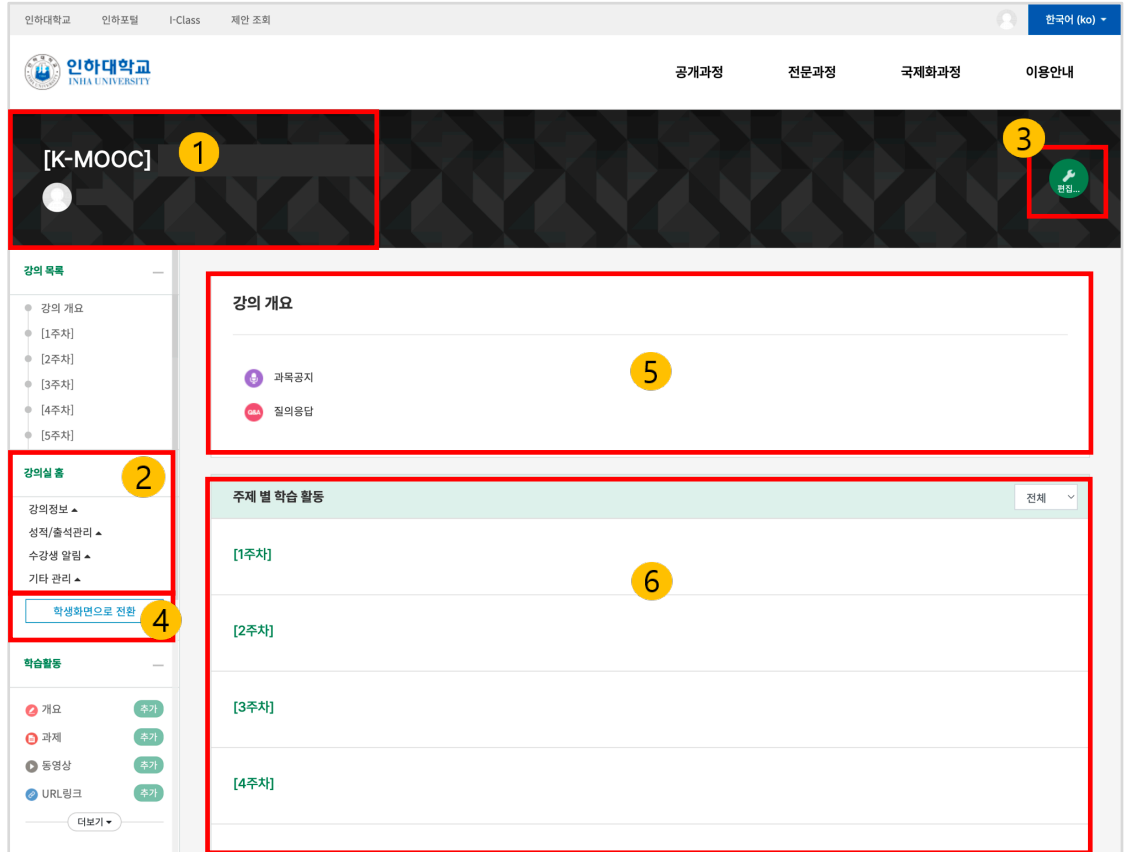 인하대학교 인하포털 I-Class 제안 조회 한국어 (ko)
인하대학교
INHA UNIVERSITY
공개과정 전문과정 국제화과정 이용안내
[K-MOOC] 1
3
편집...
강의 목록
강의 개요
[1주차]
[2주차]
[3주차]
[4주차]
[5주차]
강의실 홈 2
강의정보
성적/출석관리
수강생 알림
기타 관리
학생화면으로 전환 4
학습활동
개요 추가
과제 추가
동영상 추가
URL링크 추가
더보기
강의 개요
5
과목공지
Q&A 질의응답
주제 별 학습 활동 전체
[1주차]
6
[2주차]
[3주차]
[4주차]